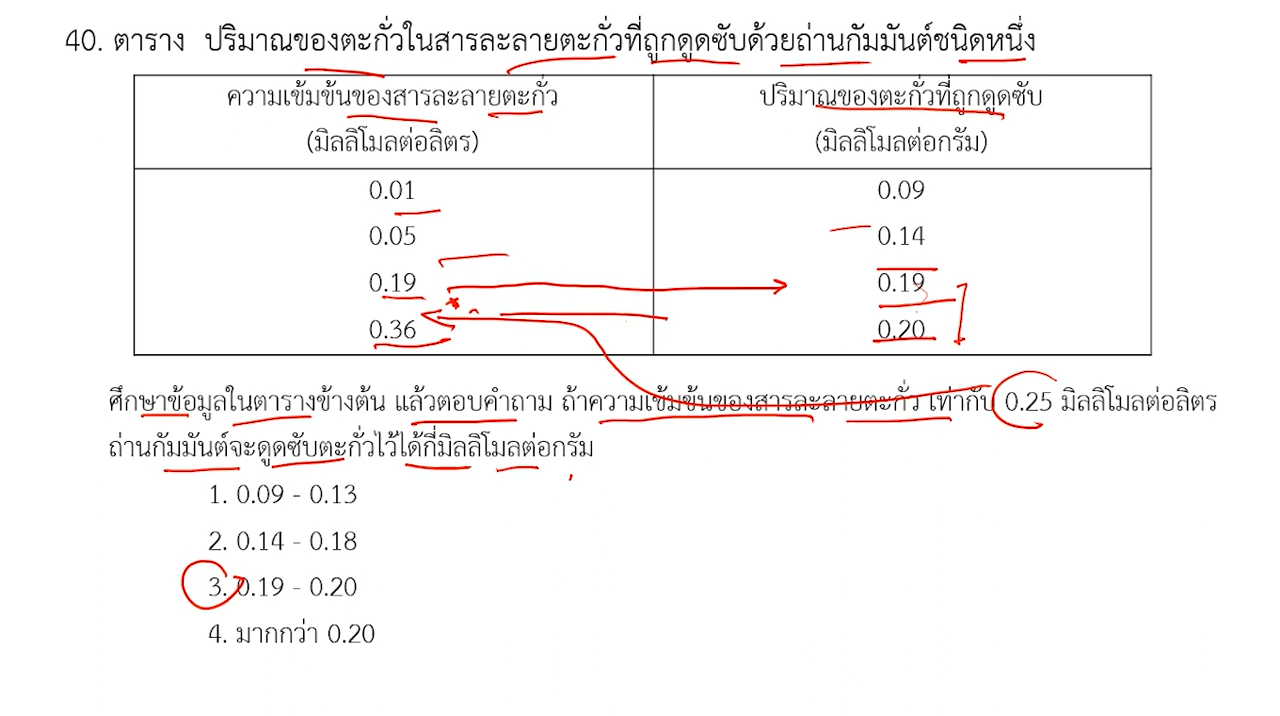 40. ตาราง ปริมาณของตะกั่วในสารละลายตะกั่วที่ถูกดูดซับด้วยถ่านกัมมันต์ชนิดหนึ่ง
ความเข้มข้นของสารละลายตะกั่ว ปริมาณของตะกั่วที่ถูกดูดซับ
(มิลลิโมลต่อลิตร) (มิลลิโมลต่อกรัม)
0.01 0.09
0.05 0.14
0.19 0.19
0.36 0.20
ศึกษาข้อมูลในตารางข้างต้น แล้วตอบคำถาม ถ้าความเข้มข้นของสารละลายตะกั่ว เท่ากับ 0.25 มิลลิโมลต่อลิตร
ถ่านกัมมันต์จะดูดซับตะกั่วไว้ได้กี่มิลลิโมลต่อกรัม
1. 0.09 - 0.13
2. 0.14 - 0.18
3. 0.19 - 0.20
4. มากกว่า 0.20